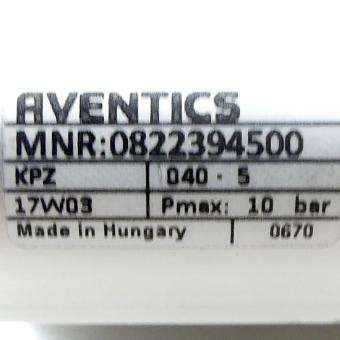 AVENTICS
MNR:0822394500
KPZ 040 - 5
17W03 Pmax: 10 bar
Made in Hungary 0670